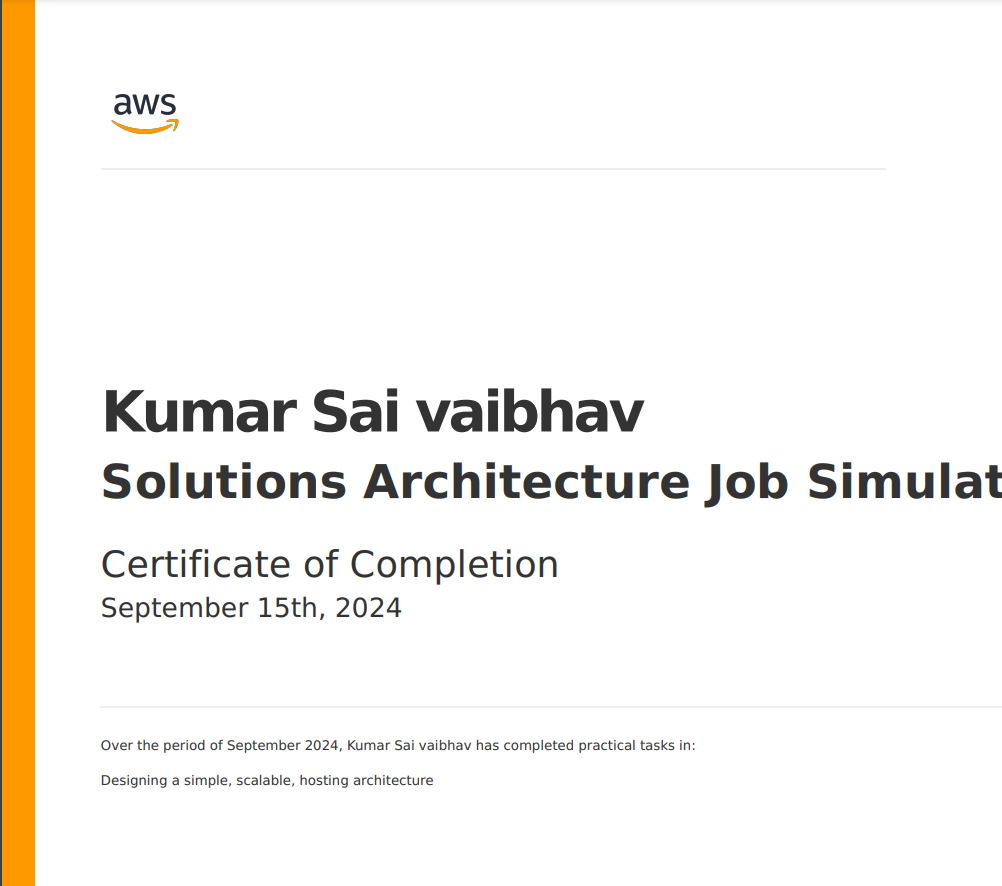 aws
Kumar Sai vaibhav
Solutions Architecture Job Simulat
Certificate of Completion
September 15th, 2024
Over the period of September 2024, Kumar Sai vaibhav has completed practical tasks in:
Designing a simple, scalable, hosting architecture